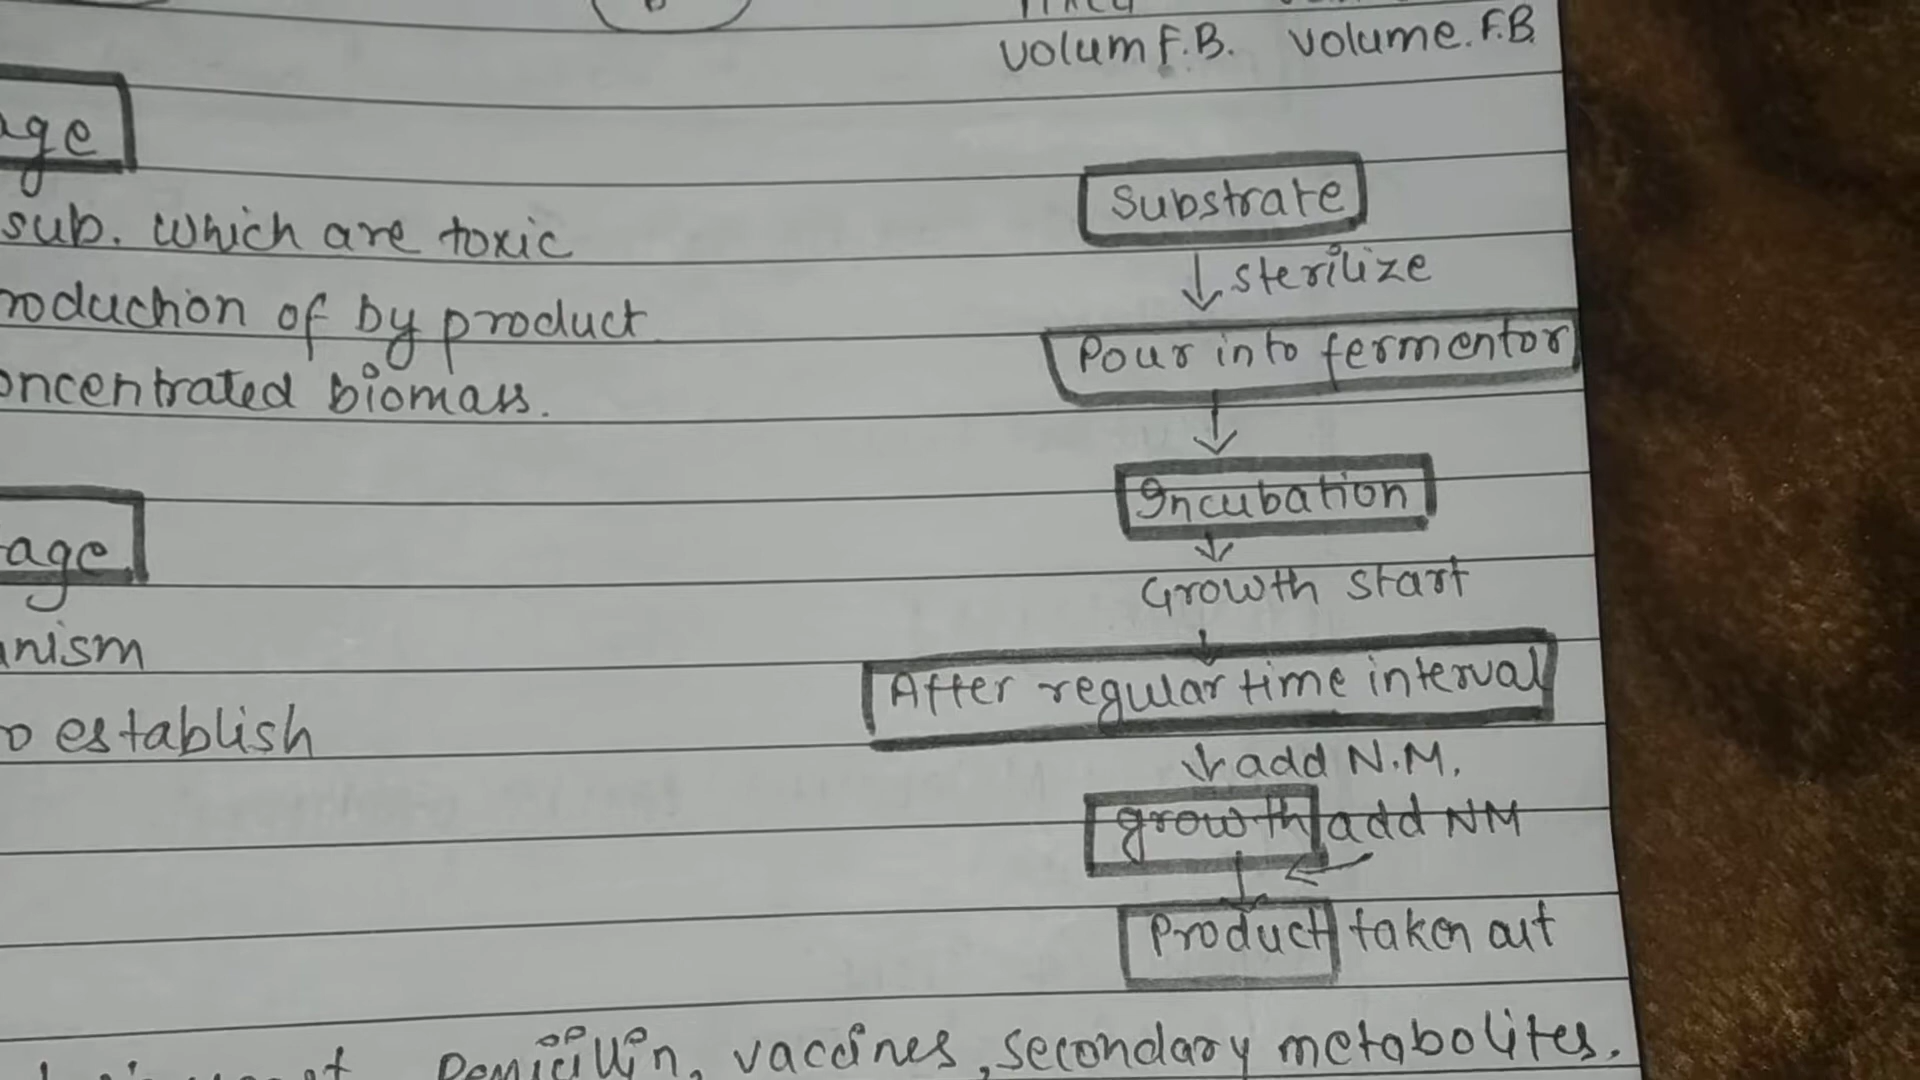 volum F.B. volume. F.B.
age
sub. which are toxic
roduction of by product
oncentrated biomass.
age
nism
o establish
Substrate
sterilize
Pour into fermentor
Incubation
Growth start
After regular time interval
add N.M.
growth add NM
Product taken out
Penicillin, vaccines, secondary metabolites.